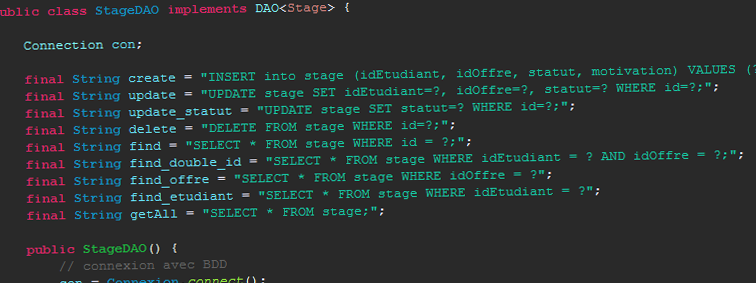 ublic class StageDAO implements DAO<Stage> {
Connection con;
final String create = "INSERT into stage (idEtudiant, idOffre, statut, motivation) VALUES (?
final String update = "UPDATE stage SET idEtudiant=?, idOffre=?, statut=? WHERE id=?;";
final String update_statut = "UPDATE stage SET statut=? WHERE id=?;";
final String delete = "DELETE FROM stage WHERE id=?;";
final String find = "SELECT * FROM stage WHERE id = ?;";
final String find_double_id = "SELECT * FROM stage WHERE idEtudiant = ? AND idOffre = ?;";
final String find_offre = "SELECT * FROM stage WHERE idOffre = ?";
final String find_etudiant = "SELECT * FROM stage WHERE idEtudiant = ?";
final String getAll = "SELECT * FROM stage;";
public StageDAO() {
// connexion avec BDD
con = Connexion.connect();